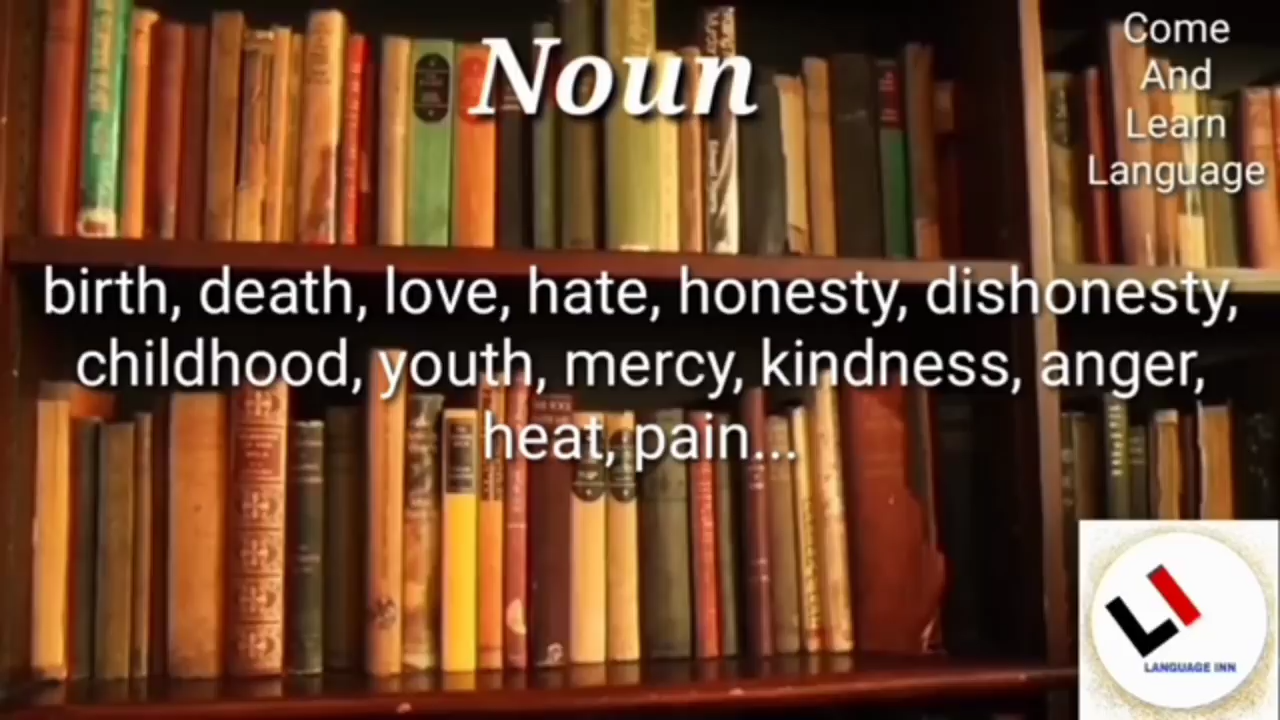 Noun
Come
And
Learn
Language
birth, death, love, hate, honesty, dishonesty,
childhood, youth, mercy, kindness, anger,
heat, pain...
LANGUAGE INN